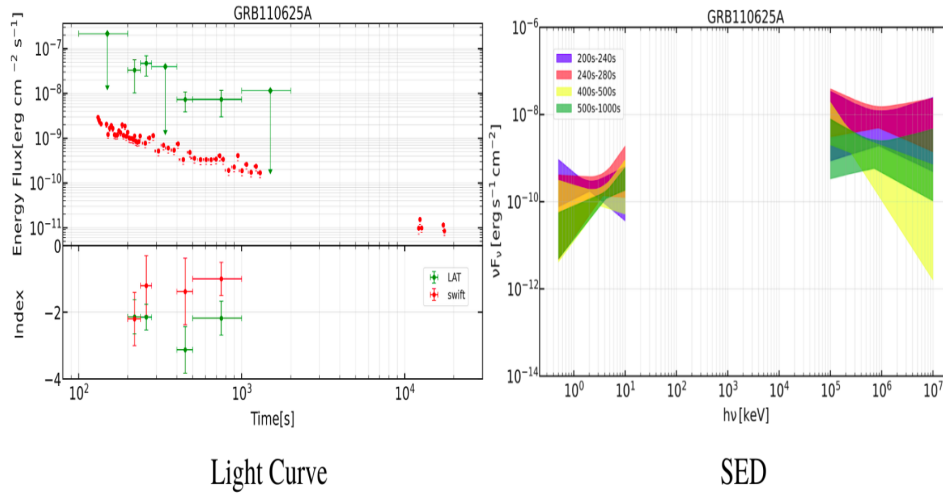 GRB110625A
Energy Flux[erg cm⁻² s⁻¹]
10⁻⁷
10⁻⁸
10⁻⁹
10⁻¹⁰
10⁻¹¹
0
Index
−2
−4
LAT
swift
10²
10³
10⁴
Time[s]
Light Curve
GRB110625A
νFᵥ[erg s⁻¹ cm⁻²]
10⁻⁶
10⁻⁸
10⁻¹⁰
10⁻¹²
10⁻¹⁴
200s-240s
240s-280s
400s-500s
500s-1000s
10⁰
10¹
10²
10³
10⁴
10⁵
10⁶
10⁷
hν[keV]
SED